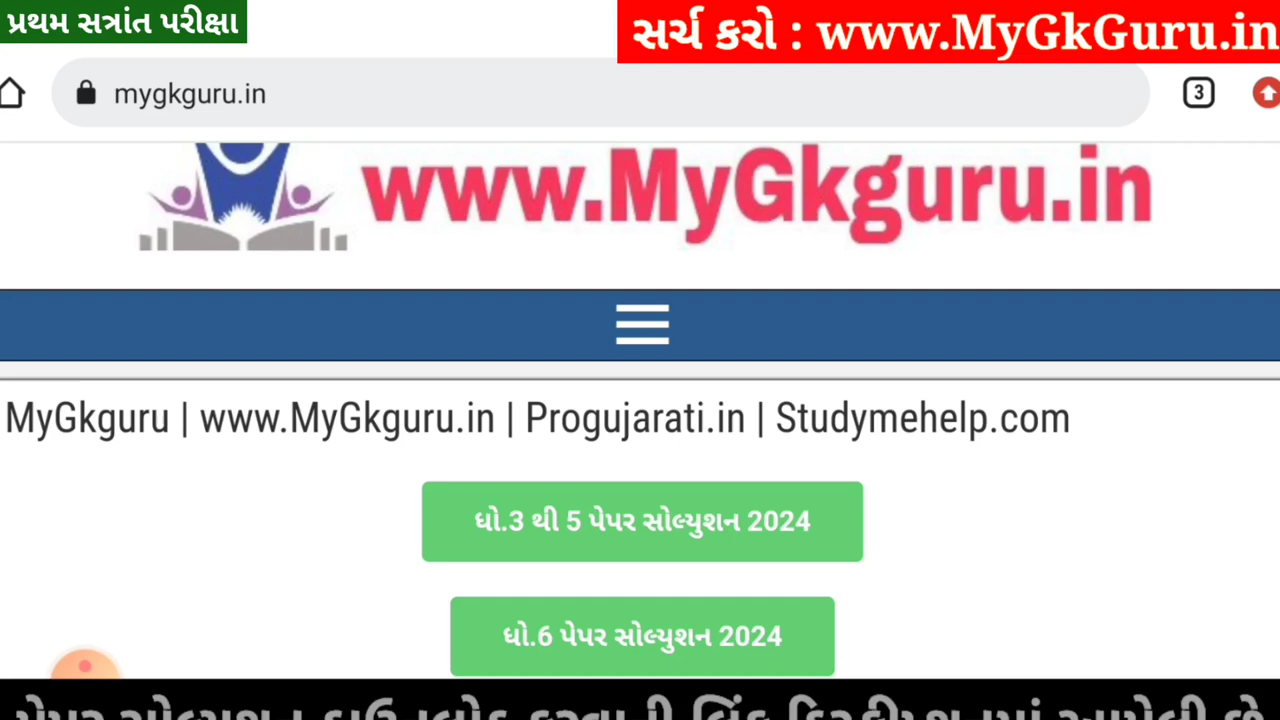 પ્રથમ સત્રાંત પરીક્ષા
સર્ચ કરો : www.MyGkGuru.in
mygkguru.in
3
www.MyGkguru.in
MyGkguru | www.MyGkguru.in | Progujarati.in | Studymehelp.com
ધો.3 થી 5 પેપર સોલ્યુશન 2024
ધો.6 પેપર સોલ્યુશન 2024